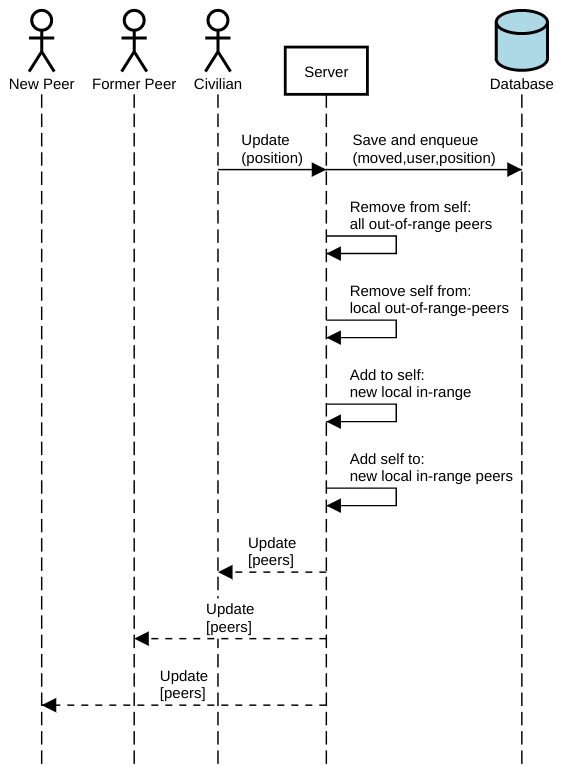 New Peer
Former Peer
Civilian
Server
Database
Update
(position)
Save and enqueue
(moved,user,position)
Remove from self:
all out-of-range peers
Remove self from:
local out-of-range-peers
Add to self:
new local in-range
Add self to:
new local in-range peers
Update
[peers]
Update
[peers]
Update
[peers]